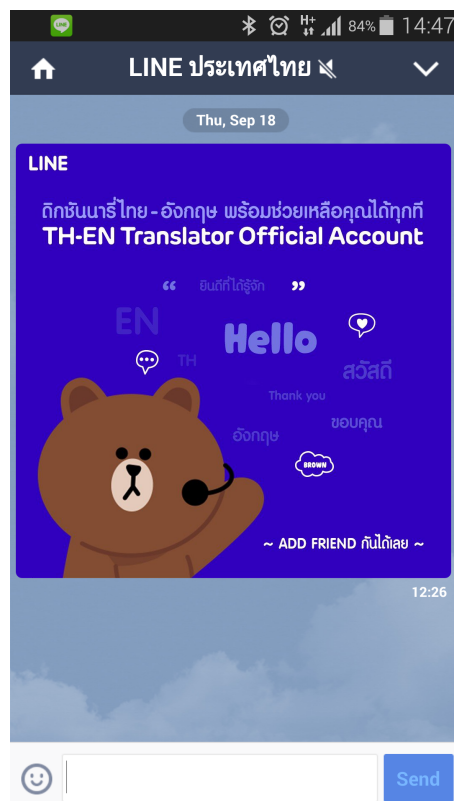 LINE
H+
84%
14:47
LINE ประเทศไทย
Thu, Sep 18
LINE
ดิกชันนารี่ไทย-อังกฤษ พร้อมช่วยเหลือคุณได้ทุกที่
TH-EN Translator Official Account
“ ยินดีที่ได้รู้จัก ”
EN
Hello
TH
สวัสดี
Thank you
ขอบคุณ
อังกฤษ
BROWN
~ ADD FRIEND กันได้เลย ~
12:26
Send